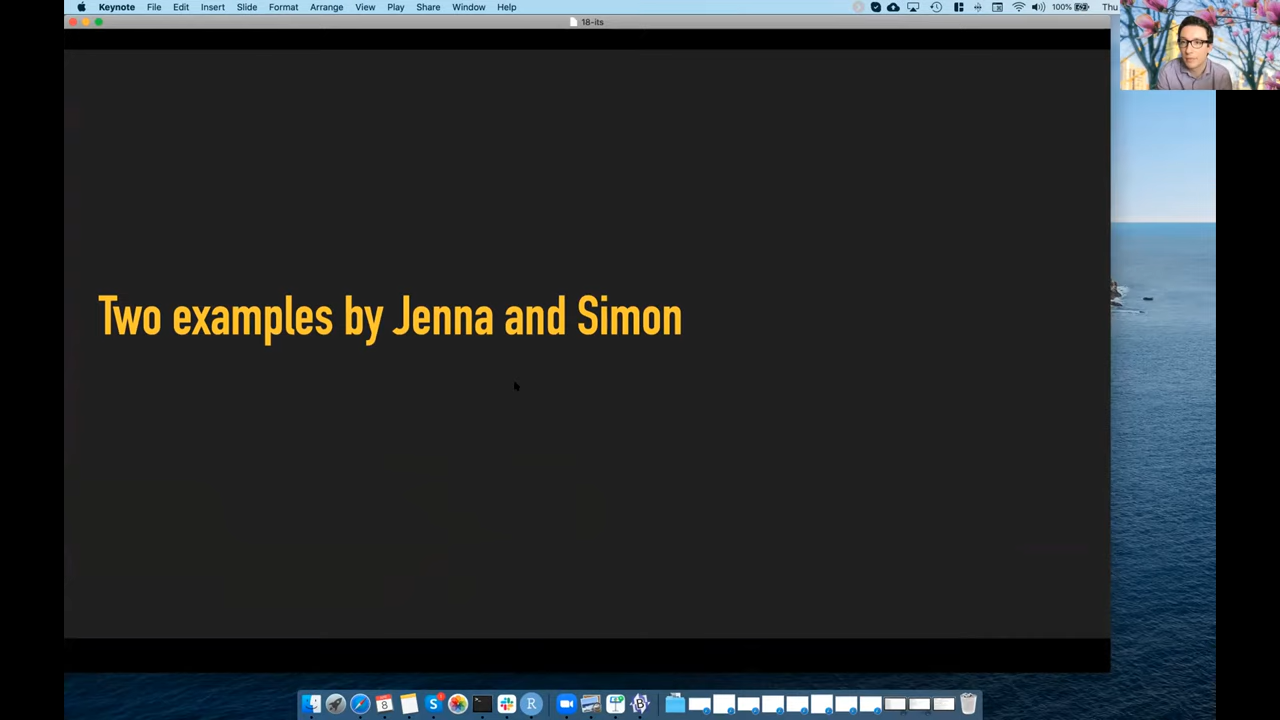 Keynote File Edit Insert Slide Format Arrange View Play Share Window Help 100% Thu
18-its
Two examples by Jenna and Simon
8 S R